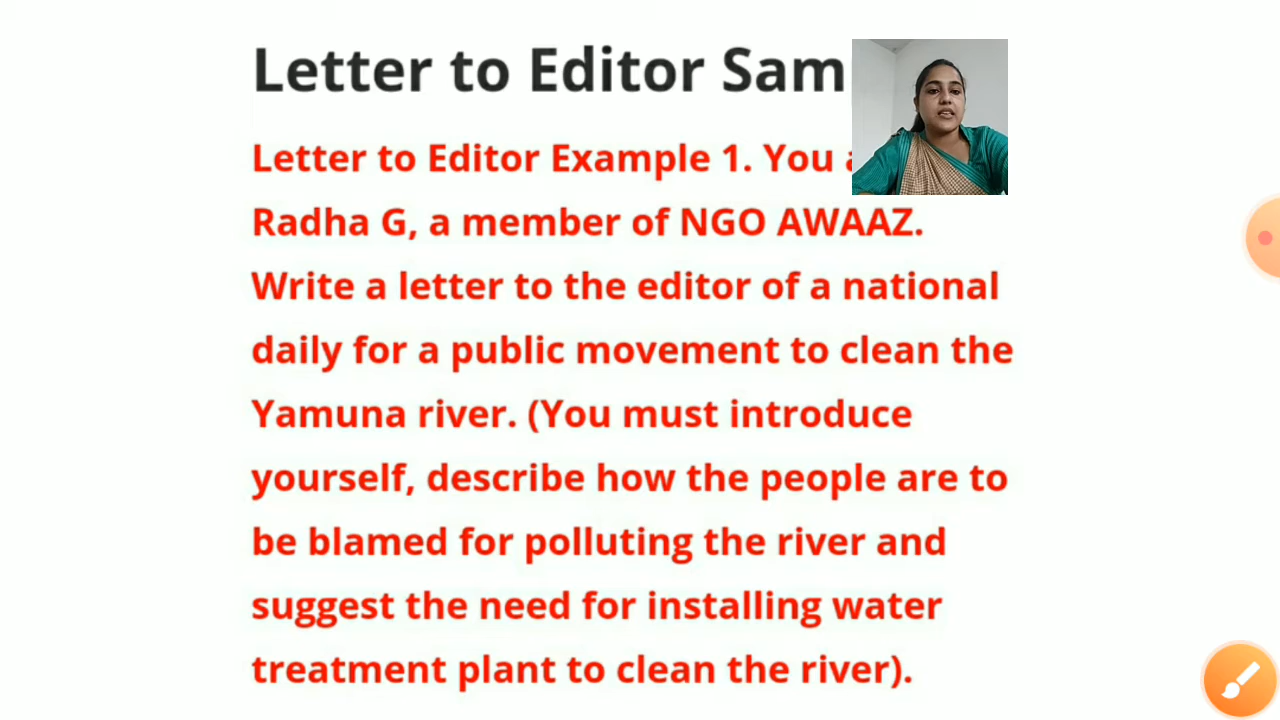 Letter to Editor Sam
Letter to Editor Example 1. You
Radha G, a member of NGO AWAAZ.
Write a letter to the editor of a national
daily for a public movement to clean the
Yamuna river. (You must introduce
yourself, describe how the people are to
be blamed for polluting the river and
suggest the need for installing water
treatment plant to clean the river).